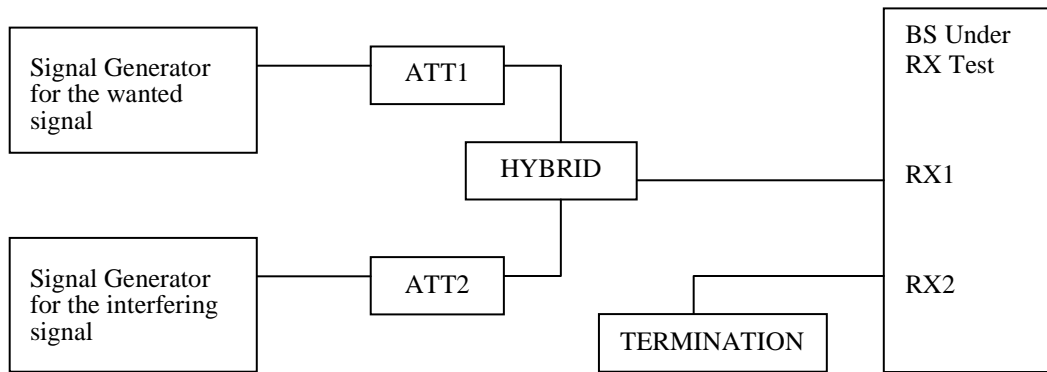 Signal Generator
for the wanted
signal
ATT1
HYBRID
Signal Generator
for the interfering
signal
ATT2
TERMINATION
BS Under
RX Test
RX1
RX2